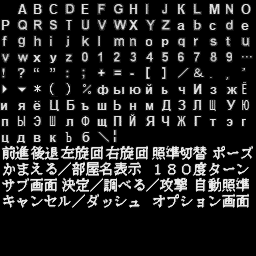 A B C D E F G H I J K L M N O
P Q R S T U V W X Y Z a b c d e
f g h i j k l m n o p q r s t u
v w x y z 0 1 2 3 4 5 6 7 8 9 …
! ? “ ” : ; + = - [ ] / & . , ’
( ) % Ф ы ю й ь ч И з ж Ё
и я ё Ц Б ъ ш Ь н м Д З Л Щ У Ю
п Ы Э Ш л Ф щ П Й Я Ч Ж Г т э г
ц д в к Ъ б \ ¦
前進後退左旋回右旋回 照準切替 ポーズ
かまえる／部屋名表示 １８０度ターン
サブ画面 決定／調べる／攻撃 自動照準
キャンセル／ダッシュ オプション画面